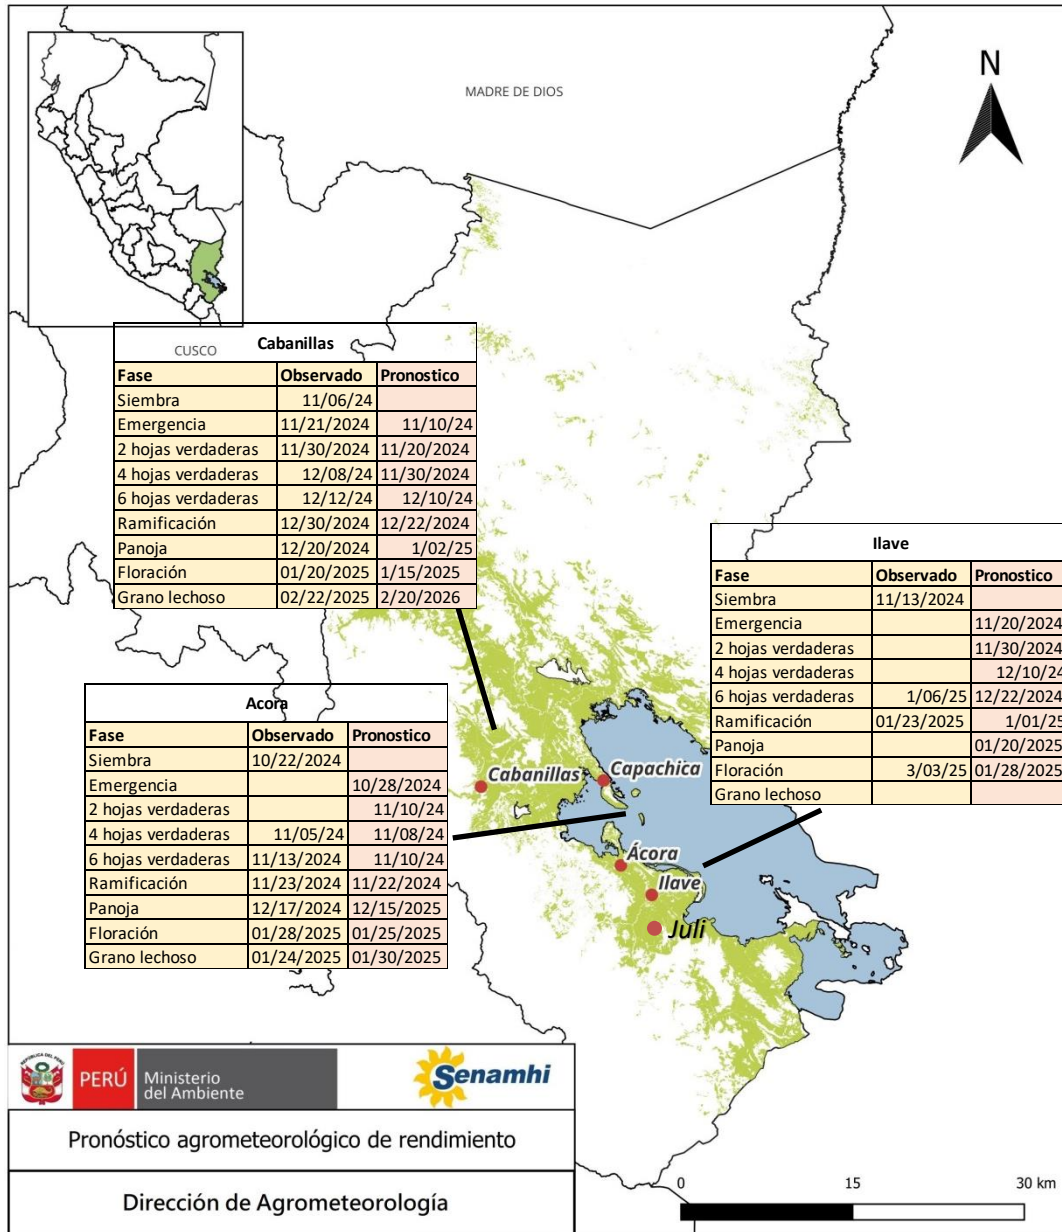 MADRE DE DIOS
N
CUSCO
Cabanillas
Fase Observado Pronostico
Siembra 11/06/24
Emergencia 11/21/2024 11/10/24
2 hojas verdaderas 11/30/2024 11/20/2024
4 hojas verdaderas 12/08/24 11/30/2024
6 hojas verdaderas 12/12/24 12/10/24
Ramificación 12/30/2024 12/22/2024
Panoja 12/20/2024 1/02/25
Floración 01/20/2025 1/15/2025
Grano lechoso 02/22/2025 2/20/2026
Ilave
Fase Observado Pronostico
Siembra 11/13/2024
Emergencia 11/20/2024
2 hojas verdaderas 11/30/2024
4 hojas verdaderas 12/10/24
6 hojas verdaderas 1/06/25 12/22/2024
Ramificación 01/23/2025 1/01/25
Panoja 01/20/2025
Floración 3/03/25 01/28/2025
Grano lechoso
Acora
Fase Observado Pronostico
Siembra 10/22/2024
Emergencia 10/28/2024
2 hojas verdaderas 11/10/24
4 hojas verdaderas 11/05/24 11/08/24
6 hojas verdaderas 11/13/2024 11/10/24
Ramificación 11/23/2024 11/22/2024
Panoja 12/17/2024 12/15/2025
Floración 01/28/2025 01/25/2025
Grano lechoso 01/24/2025 01/30/2025
Cabanillas
Capachica
Ácora
Ilave
Juli
REPÚBLICA DEL PERÚ
PERÚ
Ministerio
del Ambiente
Senamhi
Pronóstico agrometeorológico de rendimiento
Dirección de Agrometeorología
0 15 30 km